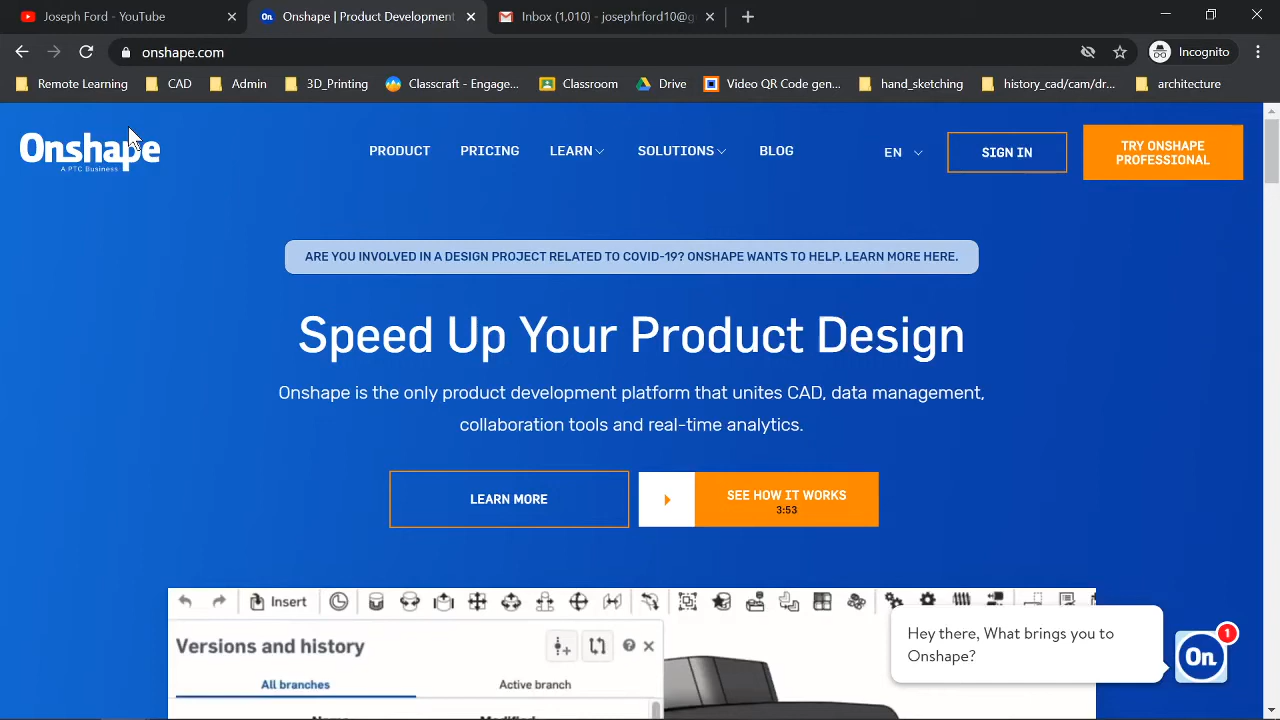 Joseph Ford - YouTube
Onshape | Product Development
Inbox (1,010) - josephrford10@g
onshape.com
Incognito
Remote Learning
CAD
Admin
3D_Printing
Classcraft - Engage...
Classroom
Drive
Video QR Code gen...
hand_sketching
history_cad/cam/dr...
architecture
Onshape
A PTC Business
PRODUCT
PRICING
LEARN
SOLUTIONS
BLOG
EN
SIGN IN
TRY ONSHAPE
PROFESSIONAL
ARE YOU INVOLVED IN A DESIGN PROJECT RELATED TO COVID-19? ONSHAPE WANTS TO HELP. LEARN MORE HERE.
Speed Up Your Product Design
Onshape is the only product development platform that unites CAD, data management,
collaboration tools and real-time analytics.
LEARN MORE
SEE HOW IT WORKS
3:53
Insert
Versions and history
All branches
Active branch
Name
Modified
Hey there, What brings you to
Onshape?
On
1